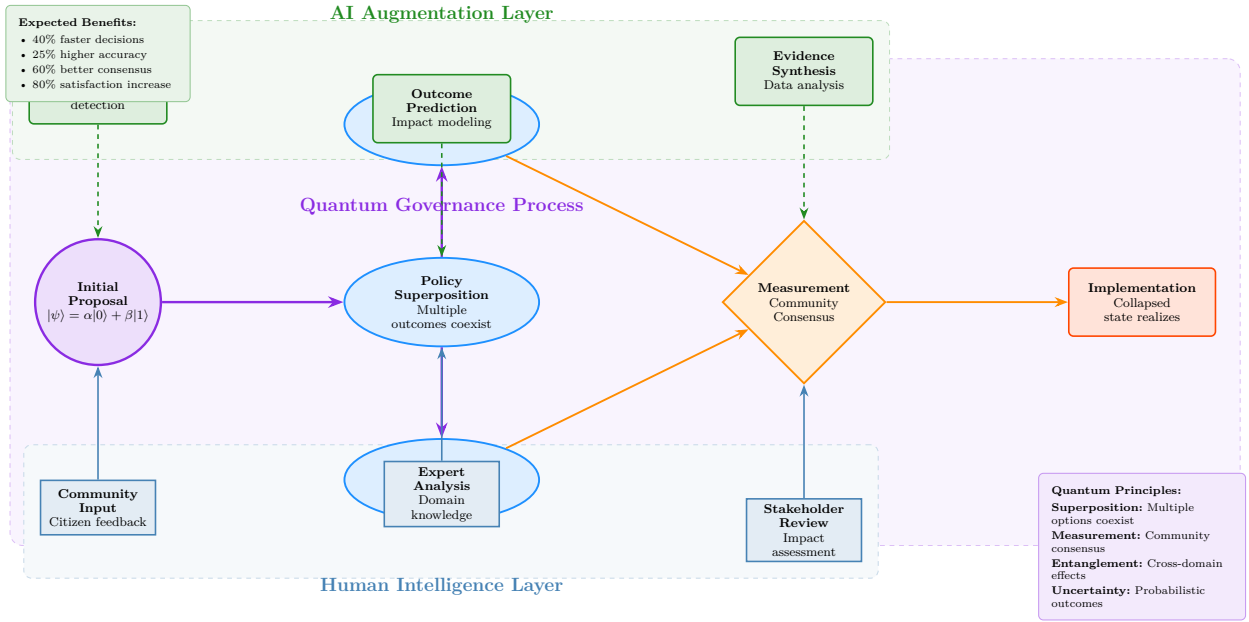 AI Augmentation Layer
Expected Benefits:
• 40% faster decisions
• 25% higher accuracy
• 60% better consensus
• 80% satisfaction increase
detection
Outcome
Prediction
Impact modeling
Evidence
Synthesis
Data analysis
Quantum Governance Process
Initial
Proposal
|ψ⟩ = α|0⟩ + β|1⟩
Policy
Superposition
Multiple
outcomes coexist
Measurement
Community
Consensus
Implementation
Collapsed
state realizes
Community
Input
Citizen feedback
Expert
Analysis
Domain
knowledge
Stakeholder
Review
Impact
assessment
Human Intelligence Layer
Quantum Principles:
Superposition: Multiple
options coexist
Measurement: Community
consensus
Entanglement: Cross-domain
effects
Uncertainty: Probabilistic
outcomes